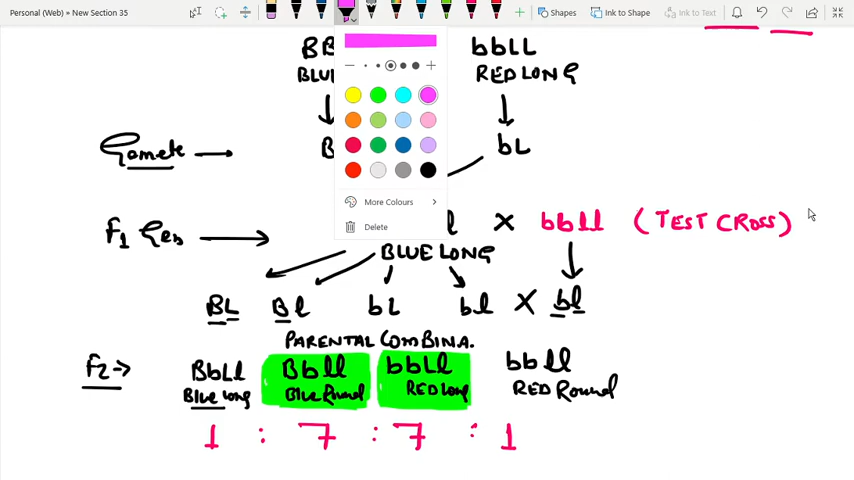 Personal (Web) » New Section 35
Shapes
Ink to Shape
Ink to Text
BB
bbLL
BLUE
RED LONG
More Colours
Delete
Gamete
B
bL
F1 Gen
l X bbll (TEST CROSS)
BLUE LONG
BL Bl bL bl X bl
PARENTAL COMBINA.
F2
BbLl Bbll bbLl bbll
Blue Long Blue Round RED Long RED Round
1 : 7 : 7 : 1